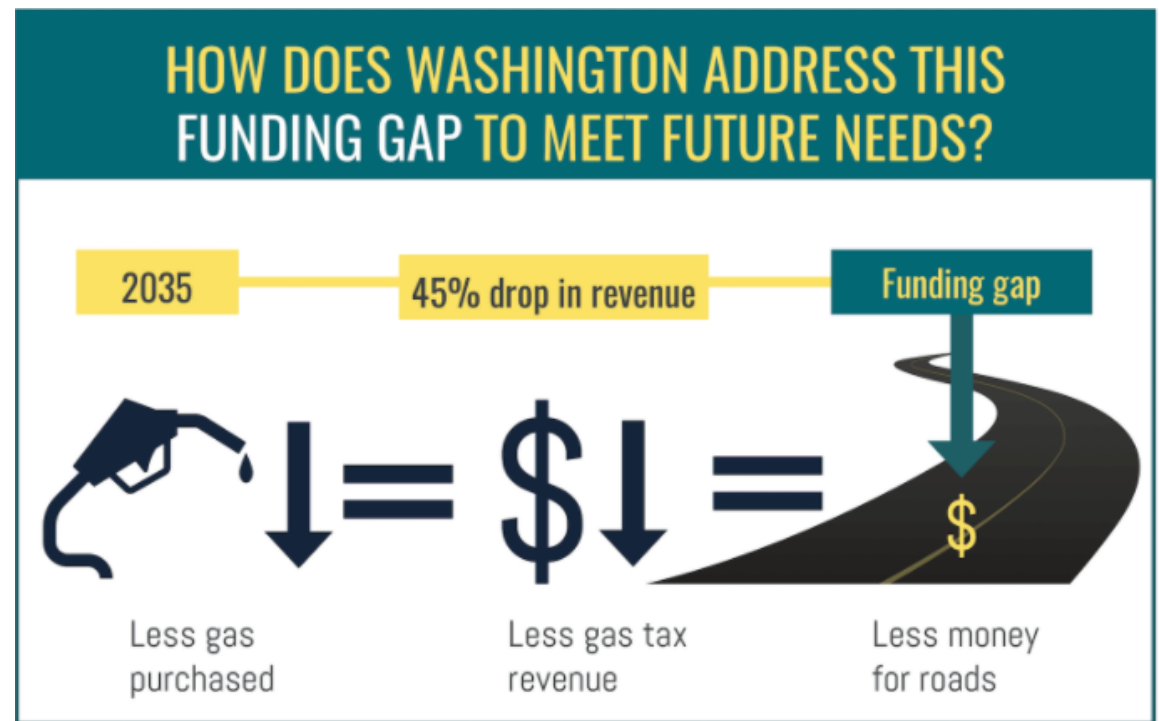 HOW DOES WASHINGTON ADDRESS THIS
FUNDING GAP TO MEET FUTURE NEEDS?
2035
45% drop in revenue
Funding gap
$
$
Less gas
purchased
Less gas tax
revenue
Less money
for roads